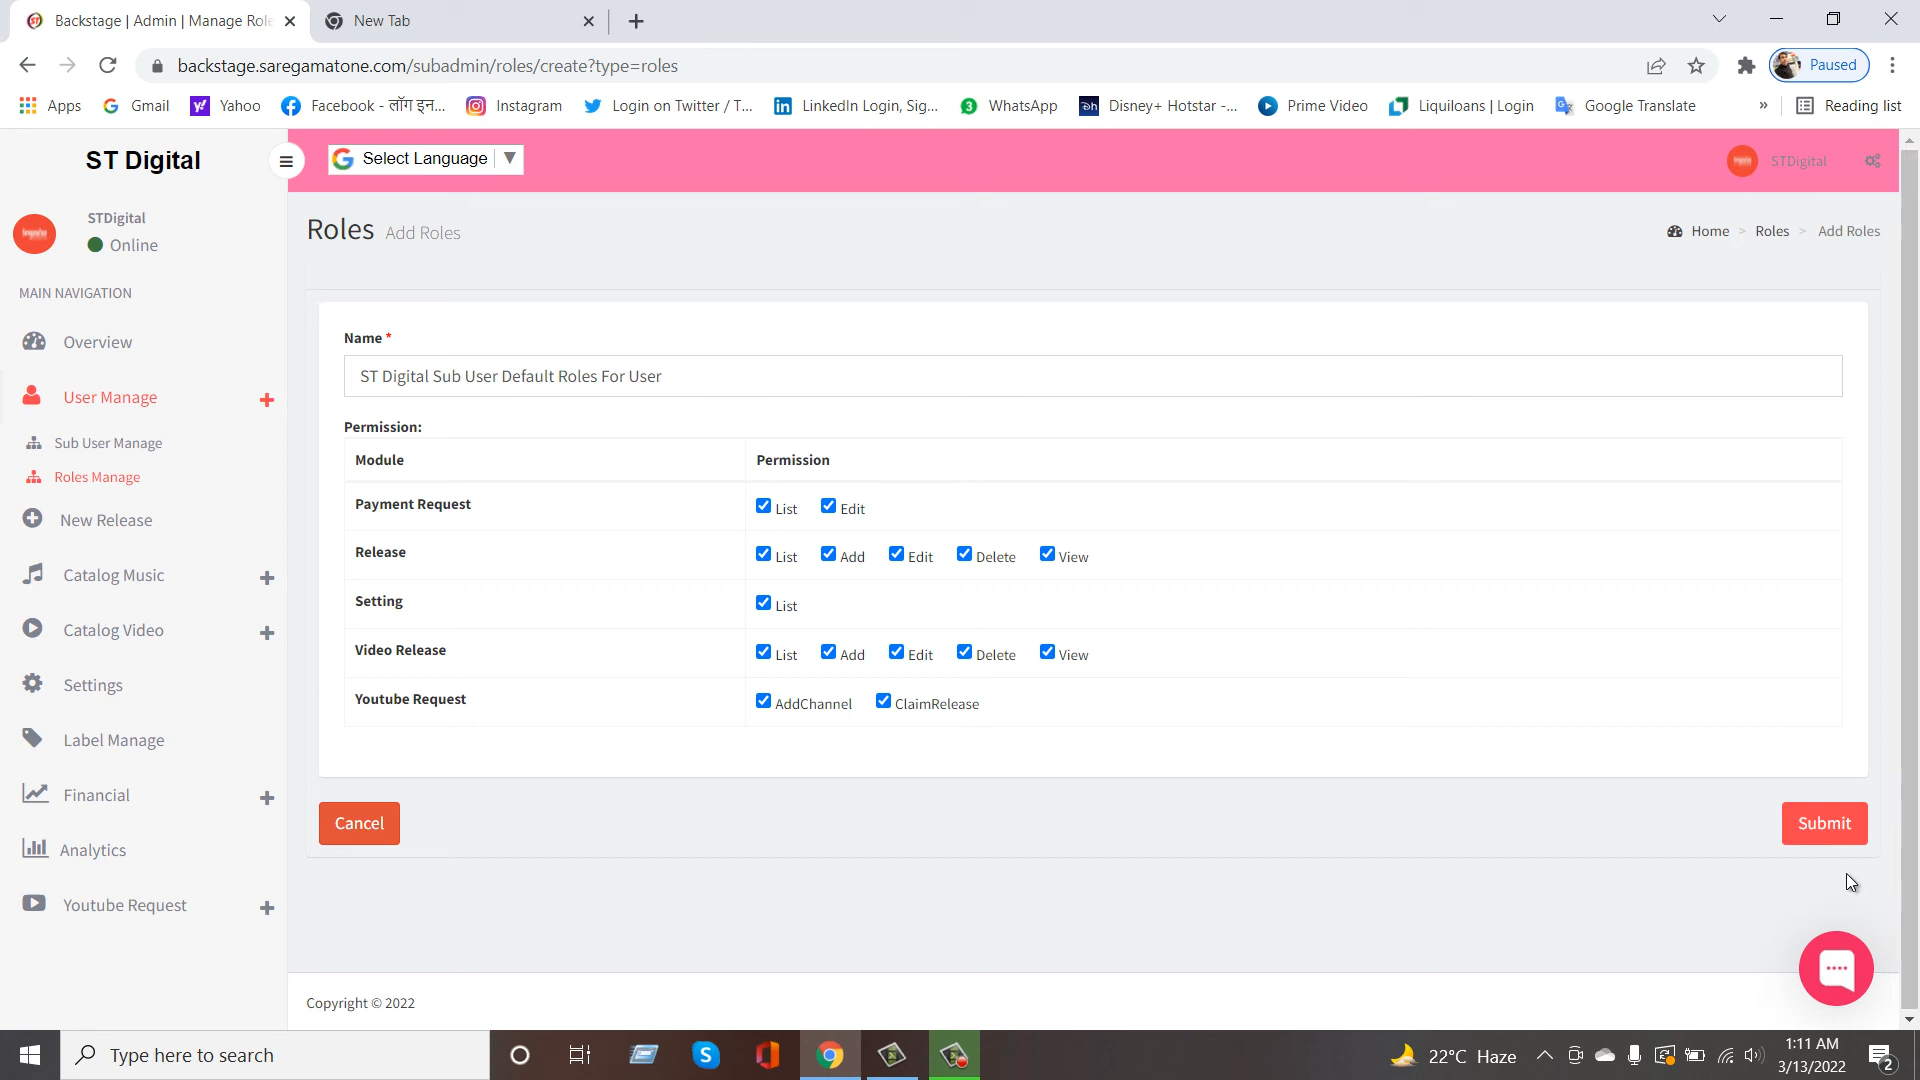 Backstage | Admin | Manage Role
New Tab
backstage.saregamatone.com/subadmin/roles/create?type=roles
Paused
Apps
Gmail
Yahoo
Facebook - लॉग इन...
Instagram
Login on Twitter / T...
LinkedIn Login, Sig...
3
WhatsApp
Disney+ Hotstar -...
Prime Video
Liquiloans | Login
Google Translate
»
Reading list
ST Digital
Select Language
STDigital
STDigital
Online
Roles Add Roles
Home > Roles > Add Roles
MAIN NAVIGATION
Overview
User Manage
Sub User Manage
Roles Manage
New Release
Catalog Music
Catalog Video
Settings
Label Manage
Financial
Analytics
Youtube Request
Name *
ST Digital Sub User Default Roles For User
Permission:
Module Permission
Payment Request List Edit
Release List Add Edit Delete View
Setting List
Video Release List Add Edit Delete View
Youtube Request AddChannel ClaimRelease
Cancel
Submit
Copyright © 2022
Type here to search
22°C Haze
1:11 AM
3/13/2022
2